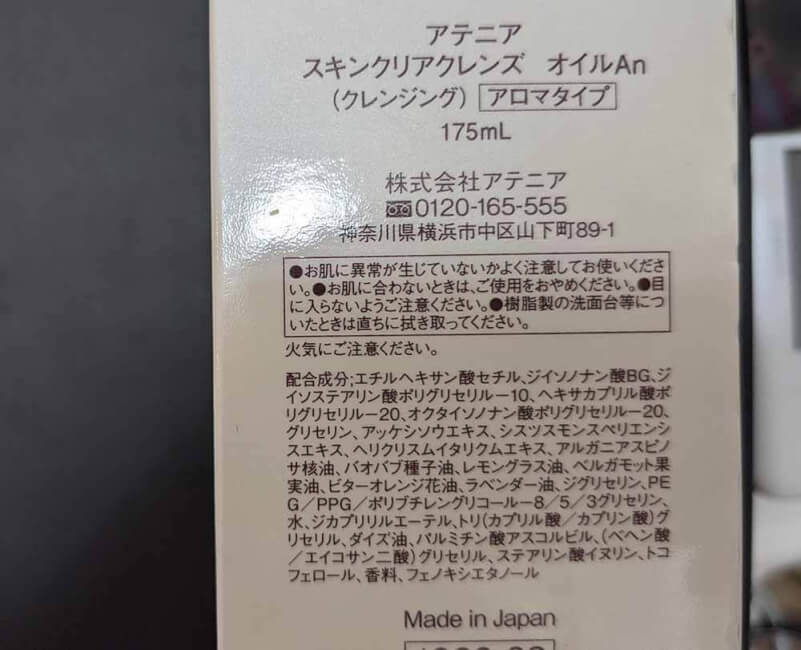 アテニア
スキンクリアクレンズ オイルAn
(クレンジング) アロマタイプ
175mL
株式会社アテニア
0120-165-555
神奈川県横浜市中区山下町89-1
●お肌に異常が生じていないかよく注意してお使いくださ
い。●お肌に合わないときは、ご使用をおやめください。●目
に入らないようご注意ください。●樹脂製の洗面台等につ
いたときは直ちに拭き取ってください。
火気にご注意ください。
配合成分;エチルヘキサン酸セチル、ジイソノナン酸BG、ジ
イソステアリン酸ポリグリセリル－10、ヘキサカプリル酸ポ
リグリセリル－20、オクタイソノナン酸ポリグリセリル－20、
グリセリン、アッケシソウエキス、シスツスモンスペリエンシ
スエキス、ヘリクリスムイタリクムエキス、アルガニアスピノ
サ核油、バオバブ種子油、レモングラス油、ベルガモット果
実油、ビターオレンジ花油、ラベンダー油、ジグリセリン、PE
G／PPG／ポリブチレングリコール－8／5／3グリセリン、
水、ジカプリリルエーテル、トリ(カプリル酸／カプリン酸)グ
リセリル、ダイズ油、パルミチン酸アスコルビル、(ベヘン酸
／エイコサン二酸)グリセリル、ステアリン酸イヌリン、トコ
フェロール、香料、フェノキシエタノール
Made in Japan